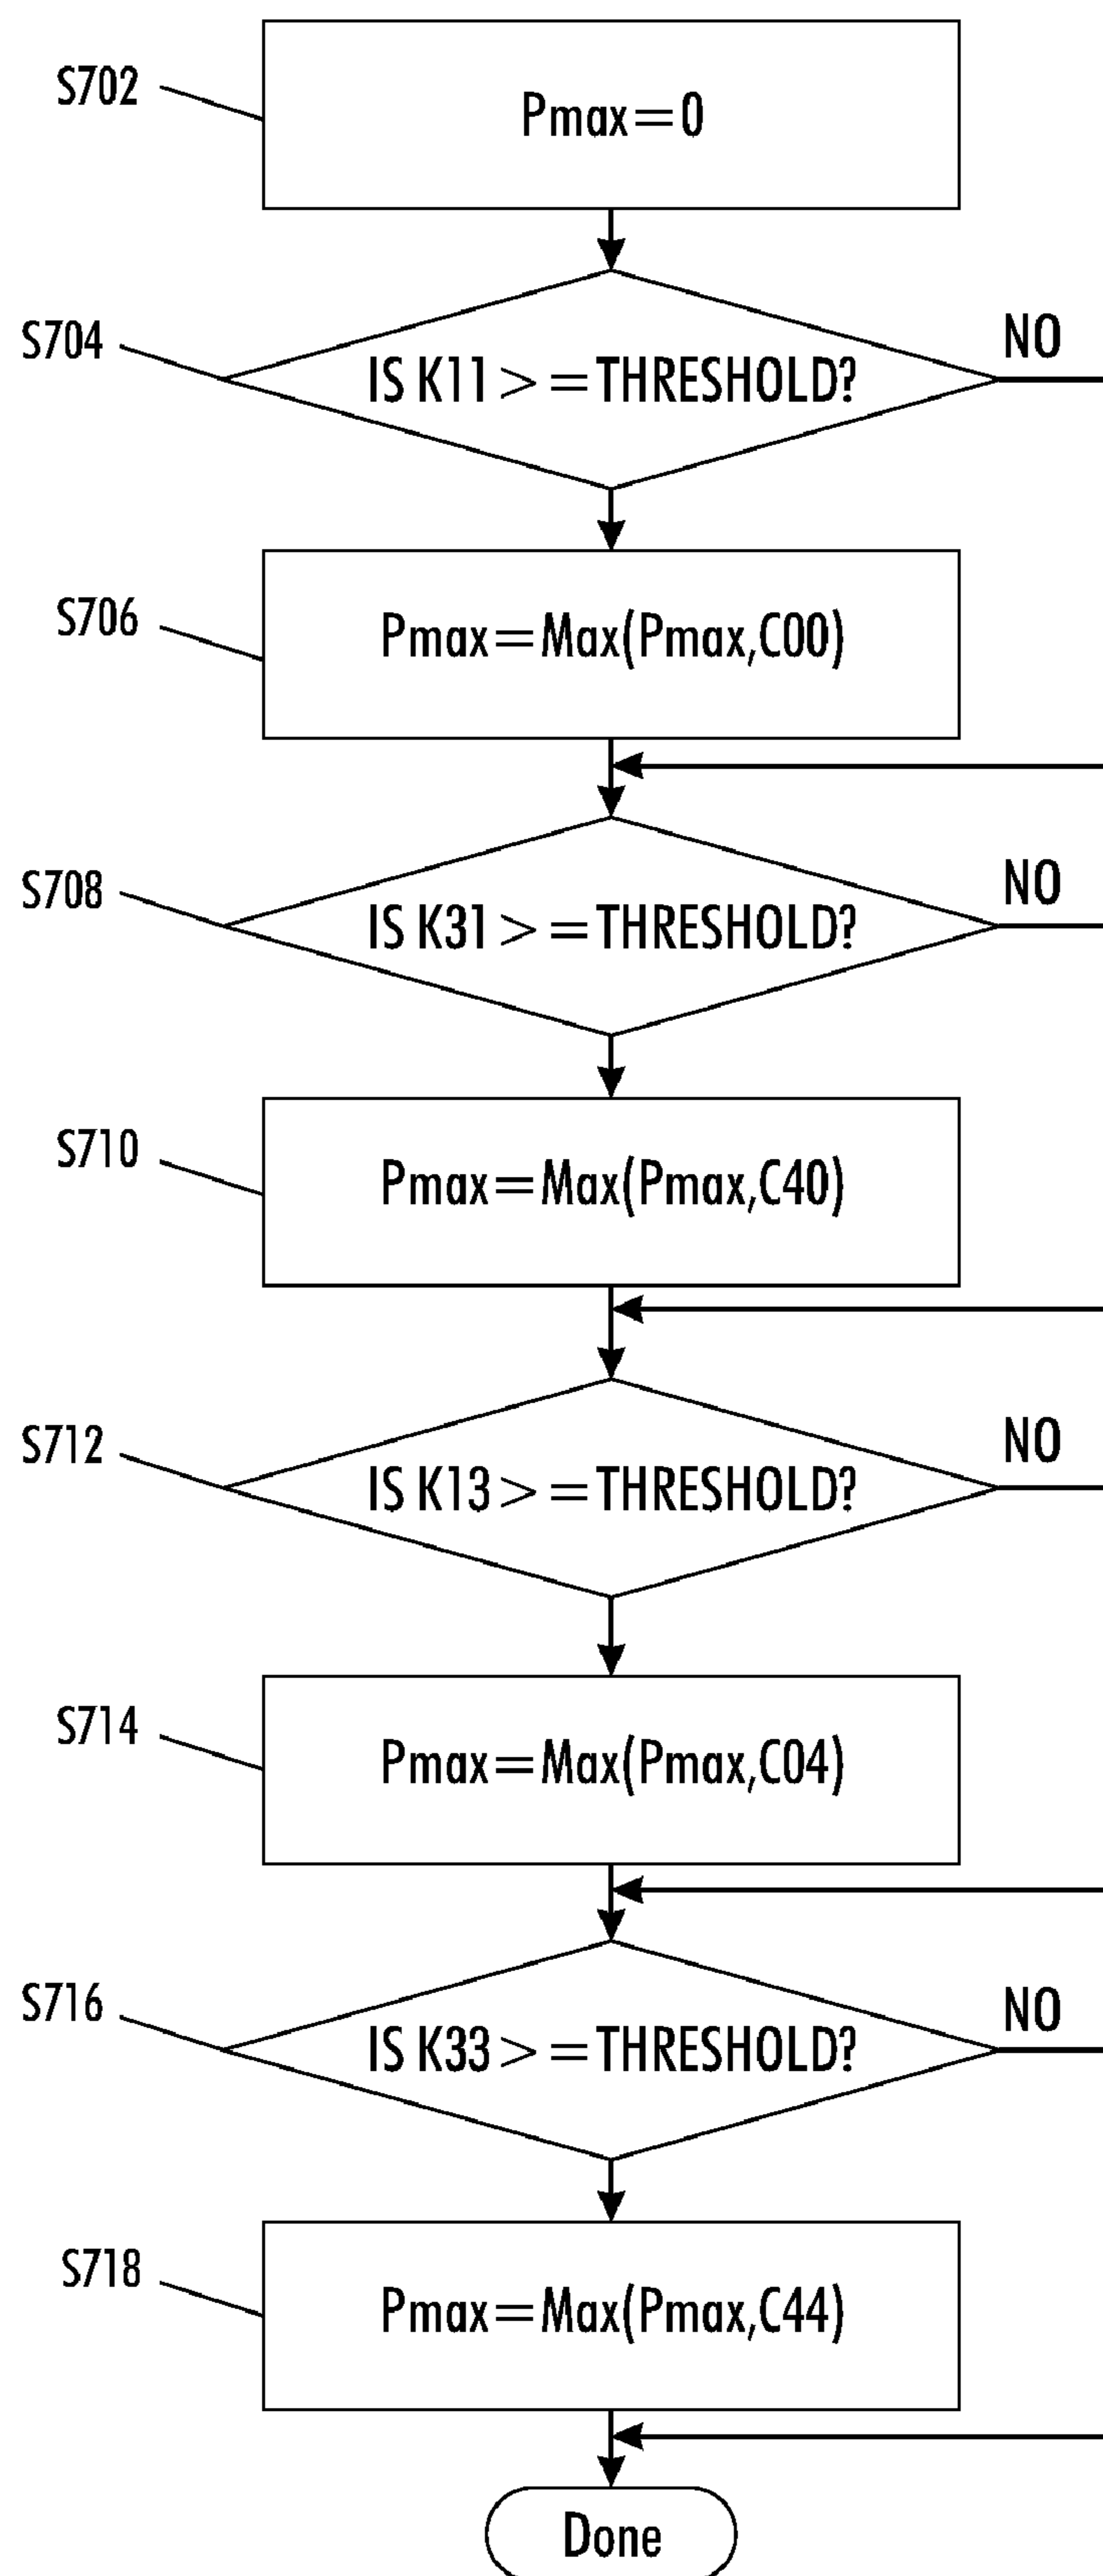 S702
Pmax=0
S704
IS K11 >=THRESHOLD?
NO
S706
Pmax=Max(Pmax,C00)
S708
IS K31 >=THRESHOLD?
NO
S710
Pmax=Max(Pmax,C40)
S712
IS K13 >=THRESHOLD?
NO
S714
Pmax=Max(Pmax,C04)
S716
IS K33 >=THRESHOLD?
NO
S718
Pmax=Max(Pmax,C44)
Done